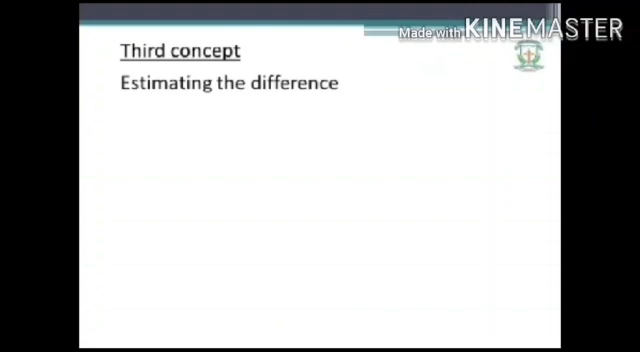 Made with KINEMASTER
Third concept
Estimating the difference